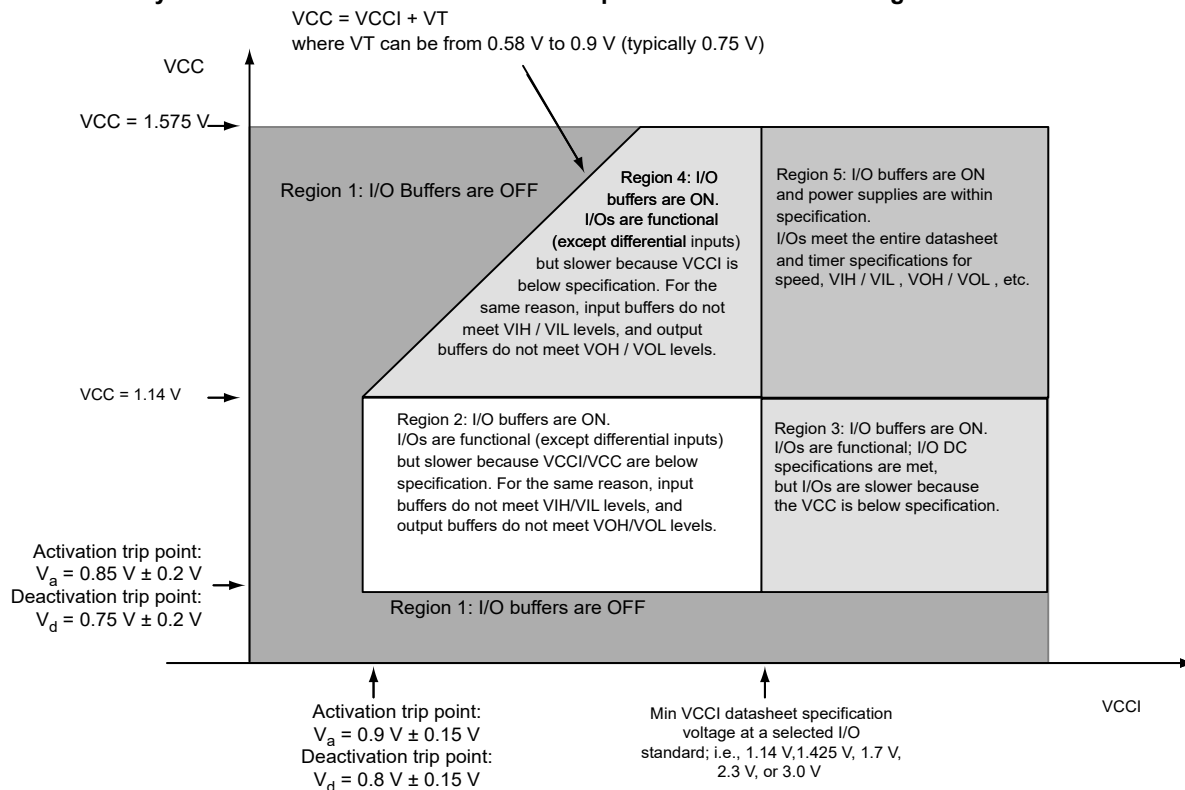 VCC = VCCI + VT
where VT can be from 0.58 V to 0.9 V (typically 0.75 V)
VCC
VCC = 1.575 V
Region 1: I/O Buffers are OFF
Region 4: I/O
buffers are ON.
I/Os are functional
(except differential inputs)
but slower because VCCI is
below specification. For the
same reason, input buffers do not
meet VIH / VIL levels, and output
buffers do not meet VOH / VOL levels.
Region 5: I/O buffers are ON
and power supplies are within
specification.
I/Os meet the entire datasheet
and timer specifications for
speed, VIH / VIL , VOH / VOL , etc.
VCC = 1.14 V
Region 2: I/O buffers are ON.
I/Os are functional (except differential inputs)
but slower because VCCI/VCC are below
specification. For the same reason, input
buffers do not meet VIH/VIL levels, and
output buffers do not meet VOH/VOL levels.
Region 3: I/O buffers are ON.
I/Os are functional; I/O DC
specifications are met,
but I/Os are slower because
the VCC is below specification.
Activation trip point:
Va = 0.85 V ± 0.2 V
Deactivation trip point:
Vd = 0.75 V ± 0.2 V
Region 1: I/O buffers are OFF
Activation trip point:
Va = 0.9 V ± 0.15 V
Deactivation trip point:
Vd = 0.8 V ± 0.15 V
Min VCCI datasheet specification
voltage at a selected I/O
standard; i.e., 1.14 V,1.425 V, 1.7 V,
2.3 V, or 3.0 V
VCCI